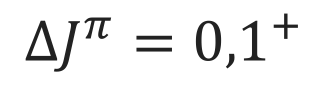 ΔJ^π = 0,1⁺